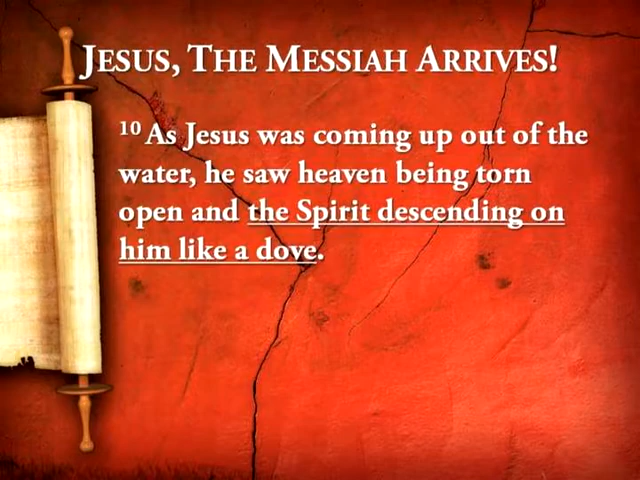 JESUS, THE MESSIAH ARRIVES!
10 As Jesus was coming up out of the
water, he saw heaven being torn
open and the Spirit descending on
him like a dove.